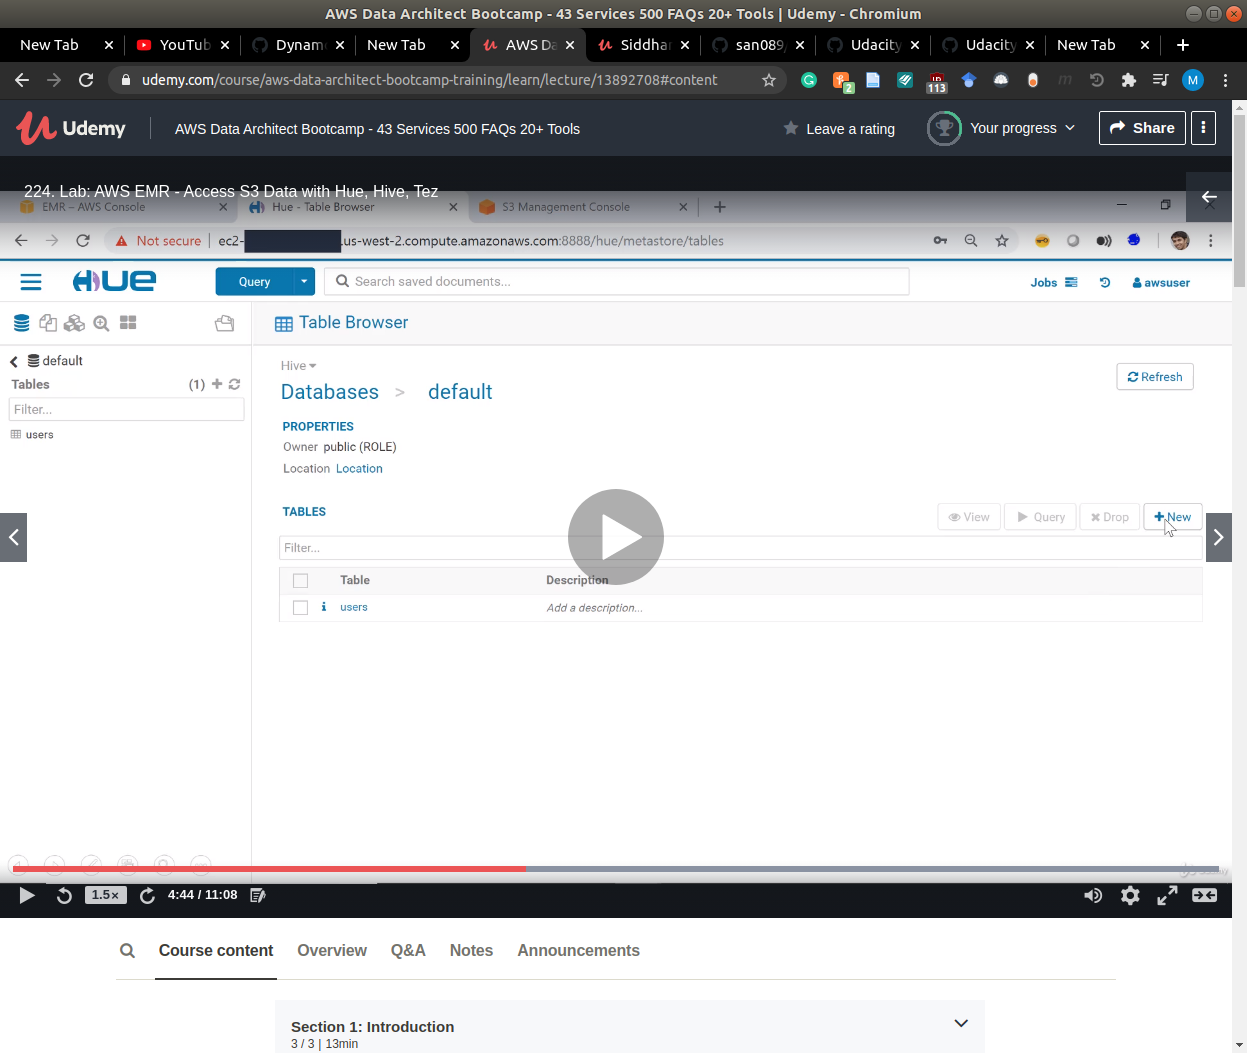 AWS Data Architect Bootcamp - 43 Services 500 FAQs 20+ Tools | Udemy - Chromium
New Tab
YouTub
Dynam
New Tab
AWS Da
Siddha
san089
Udacity
Udacity
New Tab
udemy.com/course/aws-data-architect-bootcamp-training/learn/lecture/13892708#content
2
113
M
Udemy
AWS Data Architect Bootcamp - 43 Services 500 FAQs 20+ Tools
Leave a rating
Your progress
Share
224. Lab: AWS EMR - Access S3 Data with Hue, Hive, Tez
EMR – AWS Console
Hue - Table Browser
S3 Management Console
Not secure
ec2-
.us-west-2.compute.amazonaws.com:8888/hue/metastore/tables
HUE
Query
Search saved documents...
Jobs
awsuser
Table Browser
default
Tables
(1)
Filter...
users
Hive
Databases > default
Refresh
PROPERTIES
Owner public (ROLE)
Location Location
TABLES
View
Query
Drop
New
Filter...
Table
Description
users
Add a description...
1.5×
4:44 / 11:08
Course content
Overview
Q&A
Notes
Announcements
Section 1: Introduction
3 / 3 | 13min